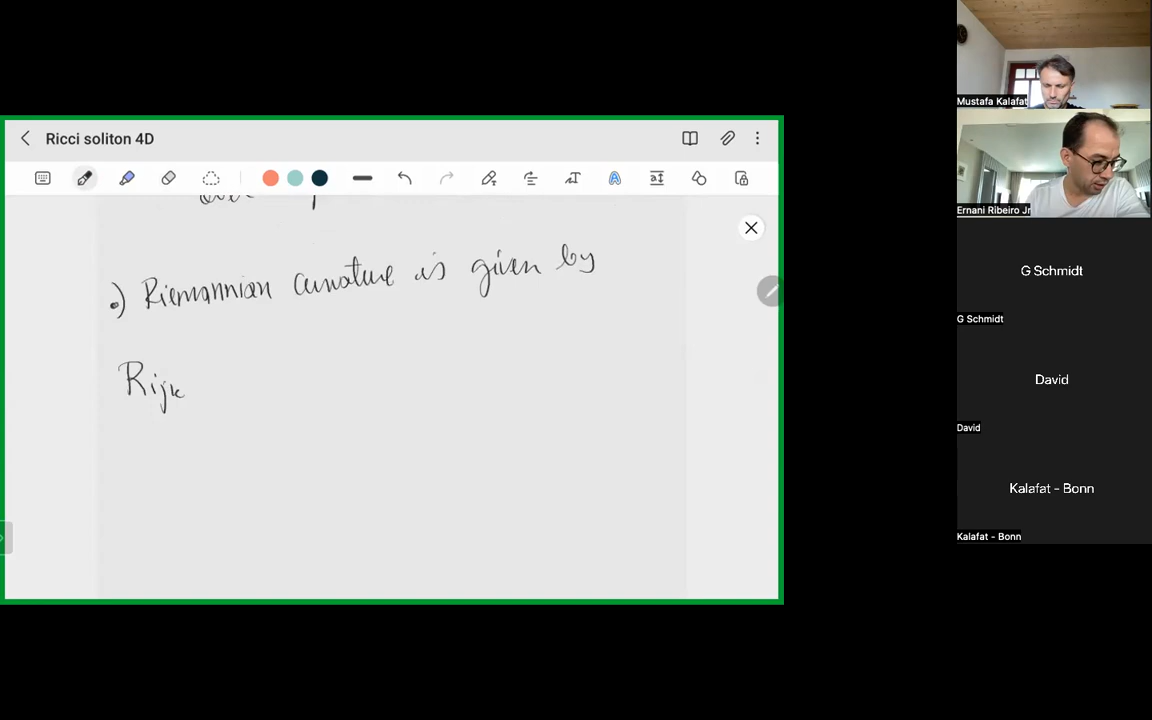 Ricci soliton 4D
•) Riemannian curvature is given by
Rijk
Mustafa Kalafat
Ernani Ribeiro Jr
G Schmidt
G Schmidt
David
David
Kalafat - Bonn
Kalafat - Bonn